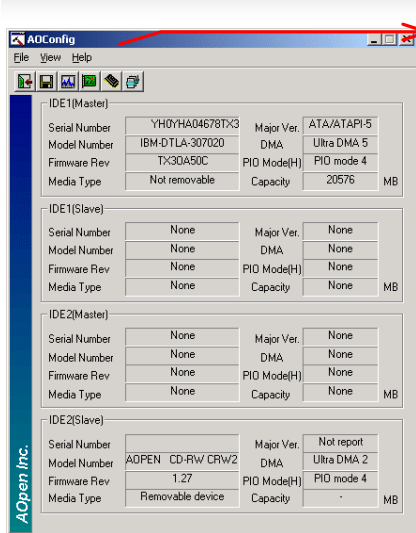 AOConfig
File View Help
IDE1(Master)
Serial Number YH0YHA04678TX3 Major Ver. ATA/ATAPI-5
Model Number IBM-DTLA-307020 DMA Ultra DMA 5
Firmware Rev TX30A50C PIO Mode(H) PIO mode 4
Media Type Not removable Capacity 20576 MB
IDE1(Slave)
Serial Number None Major Ver. None
Model Number None DMA None
Firmware Rev None PIO Mode(H) None
Media Type None Capacity None MB
IDE2(Master)
Serial Number None Major Ver. None
Model Number None DMA None
Firmware Rev None PIO Mode(H) None
Media Type None Capacity None MB
IDE2(Slave)
Serial Number Major Ver. Not report
Model Number AOPEN CD-RW CRW2 DMA Ultra DMA 2
Firmware Rev 1.27 PIO Mode(H) PIO mode 4
Media Type Removable device Capacity - MB
AOpen Inc.